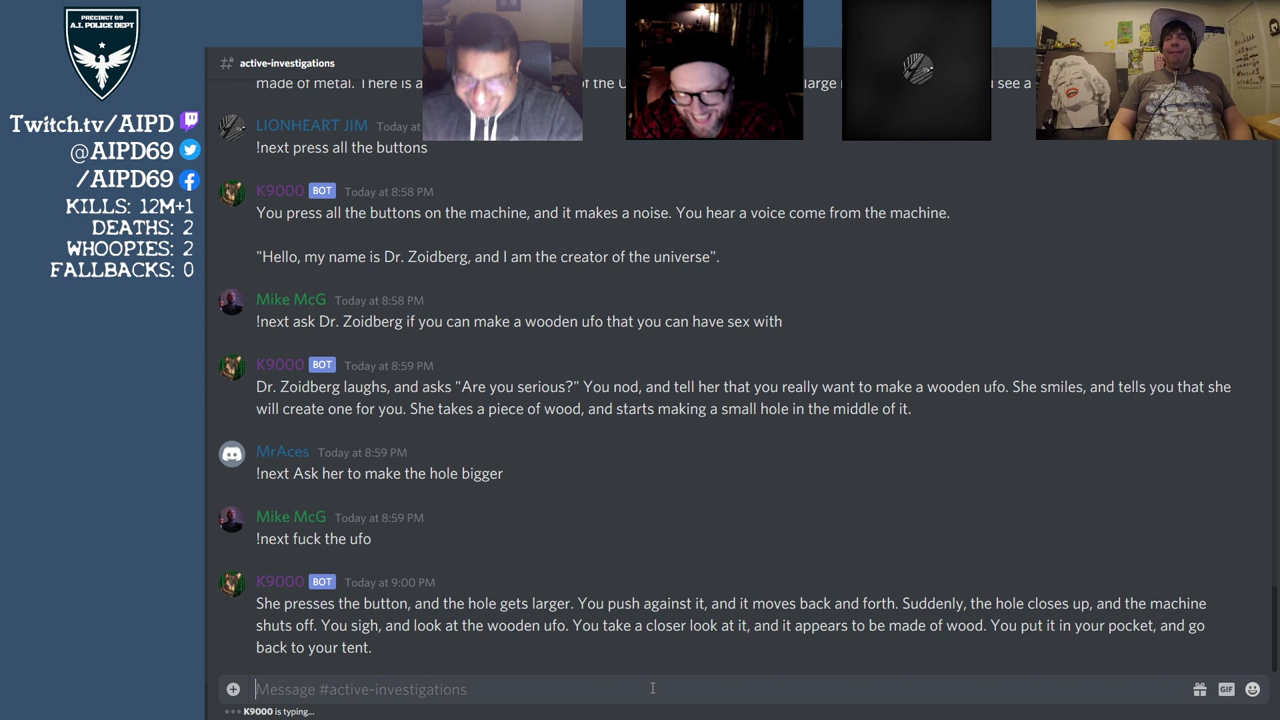 PRECINCT 69
A.I. POLICE DEPT
Twitch.tv/AIPD
@AIPD69
/AIPD69
KILLS: 12M+1
DEATHS: 2
WHOOPIES: 2
FALLBACKS: 0
active-investigations
made of metal. There is a
of the U
large
u see a
LIONHEART JIM Today at
!next press all the buttons
K9000 BOT Today at 8:58 PM
You press all the buttons on the machine, and it makes a noise. You hear a voice come from the machine.
"Hello, my name is Dr. Zoidberg, and I am the creator of the universe".
Mike McG Today at 8:58 PM
!next ask Dr. Zoidberg if you can make a wooden ufo that you can have sex with
K9000 BOT Today at 8:59 PM
Dr. Zoidberg laughs, and asks "Are you serious?" You nod, and tell her that you really want to make a wooden ufo. She smiles, and tells you that she
will create one for you. She takes a piece of wood, and starts making a small hole in the middle of it.
MrAces Today at 8:59 PM
!next Ask her to make the hole bigger
Mike McG Today at 8:59 PM
!next fuck the ufo
K9000 BOT Today at 9:00 PM
She presses the button, and the hole gets larger. You push against it, and it moves back and forth. Suddenly, the hole closes up, and the machine
shuts off. You sigh, and look at the wooden ufo. You take a closer look at it, and it appears to be made of wood. You put it in your pocket, and go
back to your tent.
Message #active-investigations
GIF
K9000 is typing...